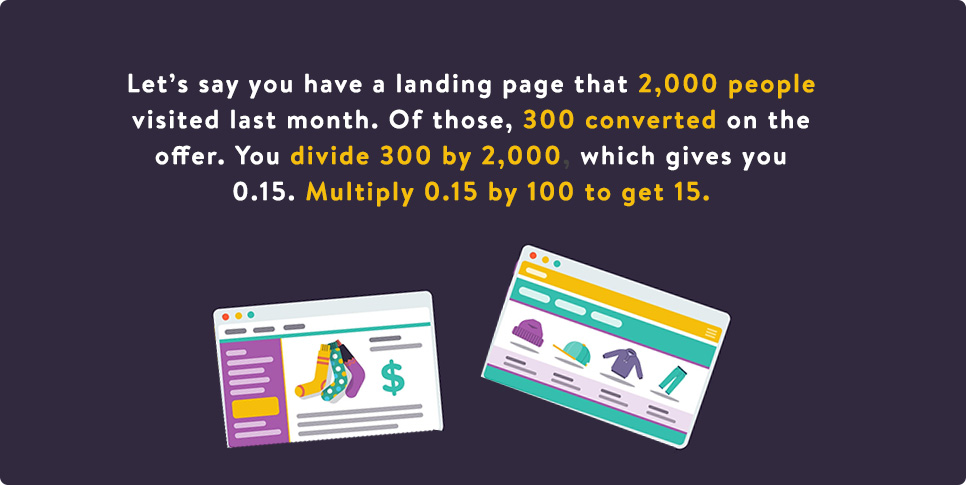 Let’s say you have a landing page that 2,000 people
visited last month. Of those, 300 converted on the
offer. You divide 300 by 2,000, which gives you
0.15. Multiply 0.15 by 100 to get 15.
$